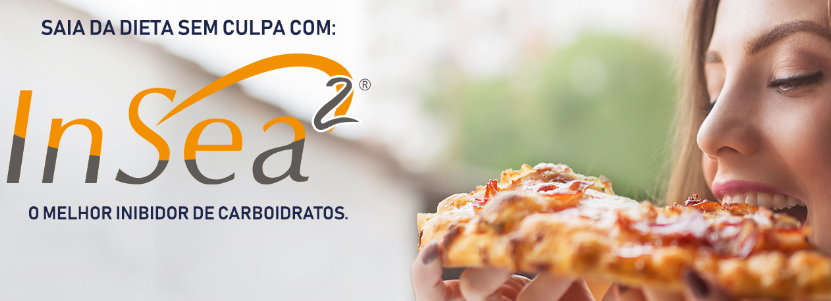 SAIA DA DIETA SEM CULPA COM:
InSea2®
O MELHOR INIBIDOR DE CARBOIDRATOS.